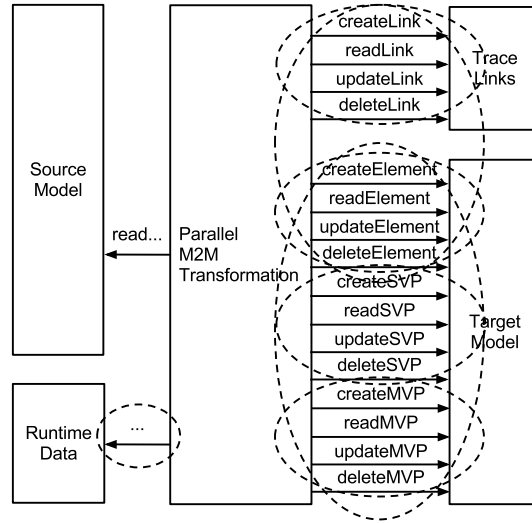 createLink
readLink
updateLink
deleteLink
Trace
Links
Source
Model
read...
Parallel
M2M
Transformation
createElement
readElement
updateElement
deleteElement
createSVP
readSVP
updateSVP
deleteSVP
createMVP
readMVP
updateMVP
deleteMVP
Target
Model
Runtime
Data
...